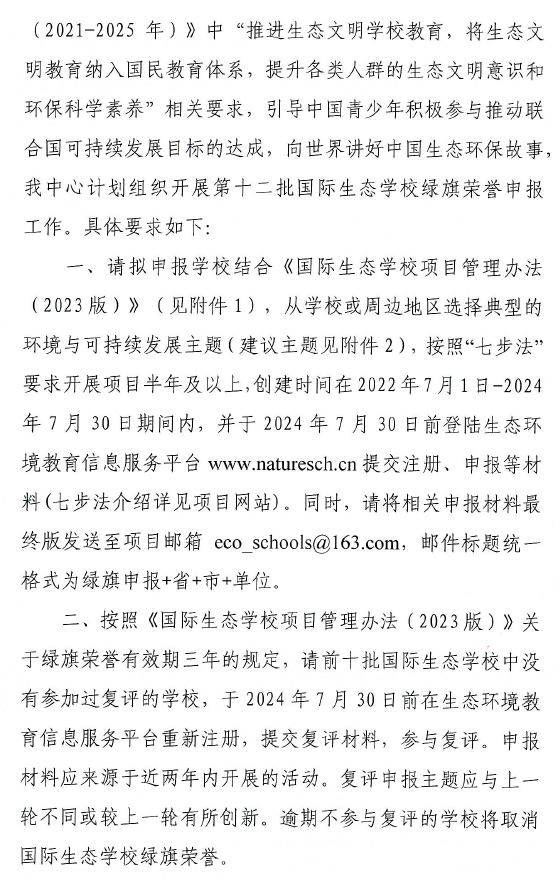 （2021-2025 年）》中“推进生态文明学校教育，将生态文
明教育纳入国民教育体系，提升各类人群的生态文明意识和
环保科学素养”相关要求，引导中国青少年积极参与推动联
合国可持续发展目标的达成，向世界讲好中国生态环保故事，
我中心计划组织开展第十二批国际生态学校绿旗荣誉申报
工作。具体要求如下：
一、请拟申报学校结合《国际生态学校项目管理办法
（2023 版）》（见附件 1），从学校或周边地区选择典型的
环境与可持续发展主题（建议主题见附件 2），按照“七步法”
要求开展项目半年及以上，创建时间在 2022 年 7 月 1 日-2024
年 7 月 30 日期间内，并于 2024 年 7 月 30 日前登陆生态环
境教育信息服务平台 www.naturesch.cn 提交注册、申报等材
料（七步法介绍详见项目网站）。同时，请将相关申报材料最
终版发送至项目邮箱 eco_schools@163.com，邮件标题统一
格式为绿旗申报+省+市+单位。
二、按照《国际生态学校项目管理办法（2023 版）》关
于绿旗荣誉有效期三年的规定，请前十批国际生态学校中没
有参加过复评的学校，于 2024 年 7 月 30 日前在生态环境教
育信息服务平台重新注册，提交复评材料，参与复评。申报
材料应来源于近两年内开展的活动。复评申报主题应与上一
轮不同或较上一轮有所创新。逾期不参与复评的学校将取消
国际生态学校绿旗荣誉。